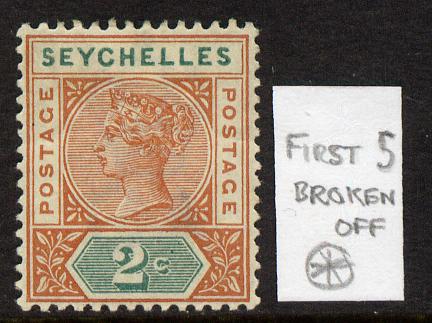 SEYCHELLES
POSTAGE
POSTAGE
2c
FIRST S
BROKEN
OFF